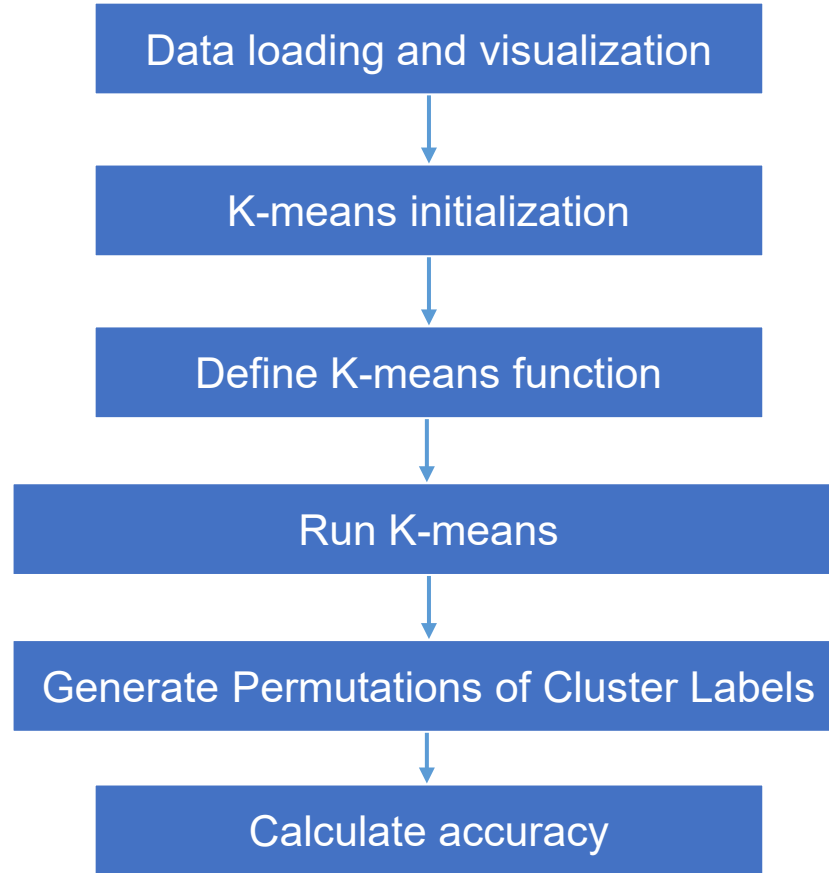 Data loading and visualization
K-means initialization
Define K-means function
Run K-means
Generate Permutations of Cluster Labels
Calculate accuracy